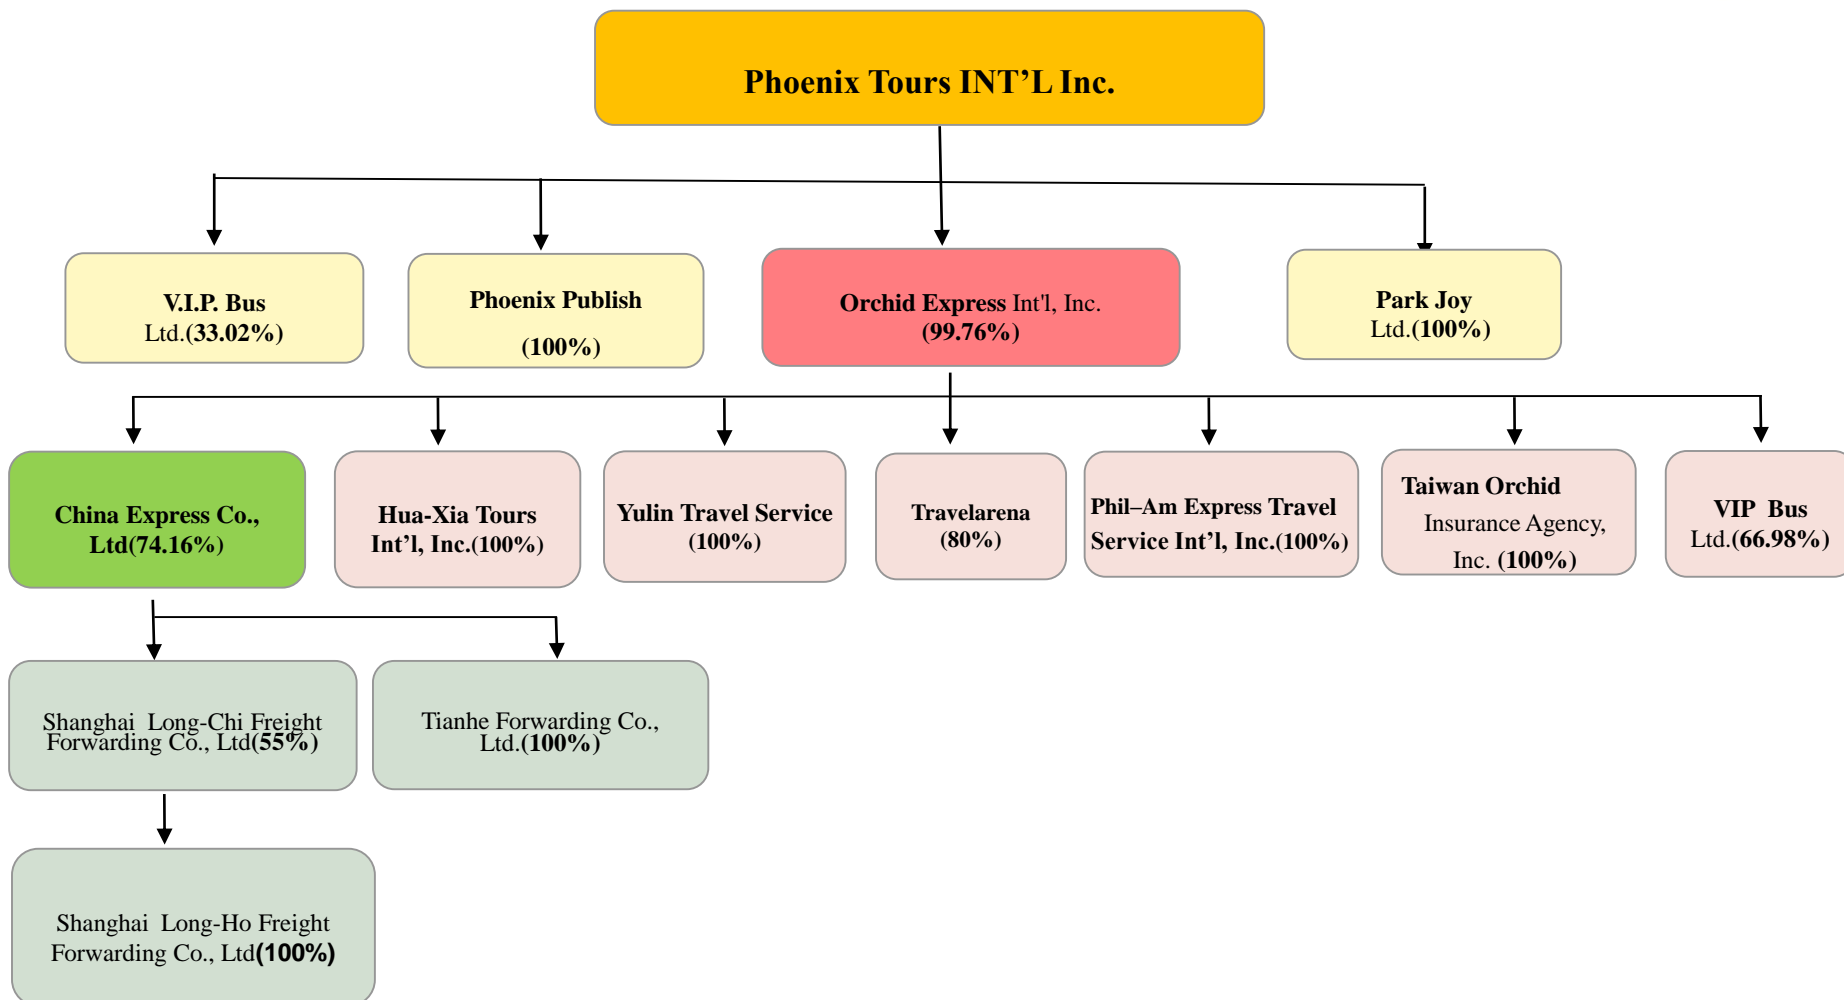 Phoenix Tours INT’L Inc.
V.I.P. Bus
Ltd.(33.02%)
Phoenix Publish
(100%)
Orchid Express Int'l, Inc.
(99.76%)
Park Joy
Ltd.(100%)
China Express Co.,
Ltd(74.16%)
Hua-Xia Tours
Int’l, Inc.(100%)
Yulin Travel Service
(100%)
Travelarena
(80%)
Phil–Am Express Travel
Service Int’l, Inc.(100%)
Taiwan Orchid
Insurance Agency,
Inc. (100%)
VIP  Bus
Ltd.(66.98%)
Shanghai  Long-Chi Freight
Forwarding Co., Ltd(55%)
Tianhe Forwarding Co.,
Ltd.(100%)
Shanghai  Long-Ho Freight
Forwarding Co., Ltd(100%)